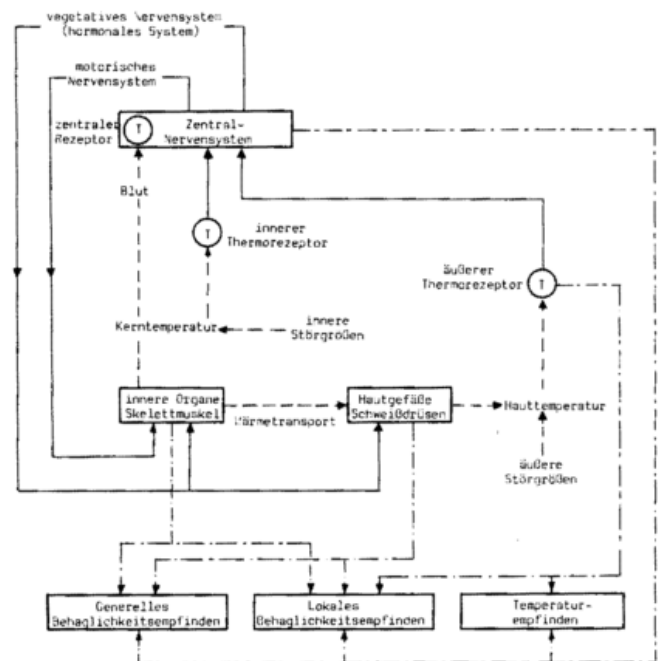 vegetatives Nervensystem
(hormonales System)
motorisches
Nervensystem
zentraler
Rezeptor
T
Zentral-
Nervensystem
Blut
T
innerer
Thermorezeptor
äußerer
Thermorezeptor
T
Kerntemperatur
innere
Störgrößen
innere Organe
Skelettmuskel
Wärmetransport
Hautgefäße
Schweißdrüsen
Hauttemperatur
äußere
Störgrößen
Generelles
Behaglichkeitsempfinden
Lokales
Behaglichkeitsempfinden
Temperatur-
empfinden